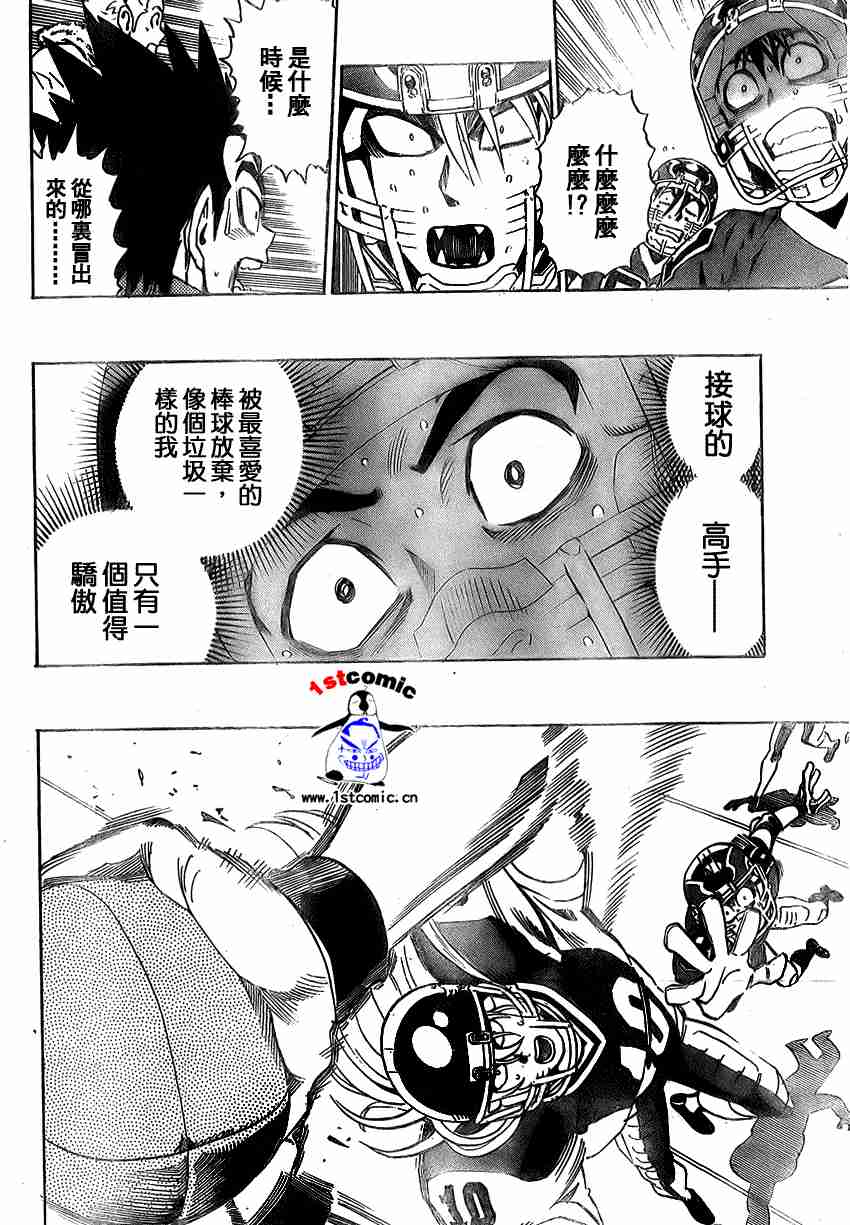 什麼麼麼
麼麼!?
是什麼
時候…
從哪裏冒出
來的………
接球的
高手──
被最喜愛的
棒球放棄，
像個垃圾一
樣的我
只有一
個值得
驕傲
1stcomic
www.1stcomic.cn
10